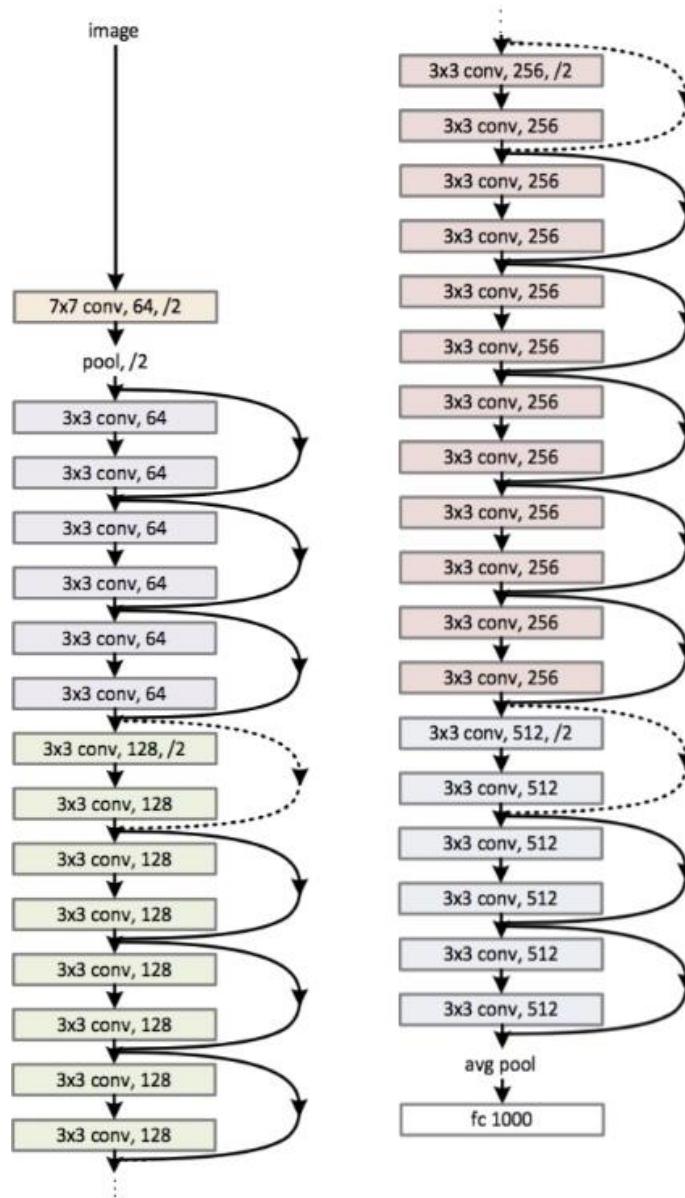 image
7x7 conv, 64, /2
pool, /2
3x3 conv, 64
3x3 conv, 64
3x3 conv, 64
3x3 conv, 64
3x3 conv, 64
3x3 conv, 64
3x3 conv, 128, /2
3x3 conv, 128
3x3 conv, 128
3x3 conv, 128
3x3 conv, 128
3x3 conv, 128
3x3 conv, 128
3x3 conv, 128
3x3 conv, 256, /2
3x3 conv, 256
3x3 conv, 256
3x3 conv, 256
3x3 conv, 256
3x3 conv, 256
3x3 conv, 256
3x3 conv, 256
3x3 conv, 256
3x3 conv, 256
3x3 conv, 256
3x3 conv, 256
3x3 conv, 512, /2
3x3 conv, 512
3x3 conv, 512
3x3 conv, 512
3x3 conv, 512
3x3 conv, 512
avg pool
fc 1000